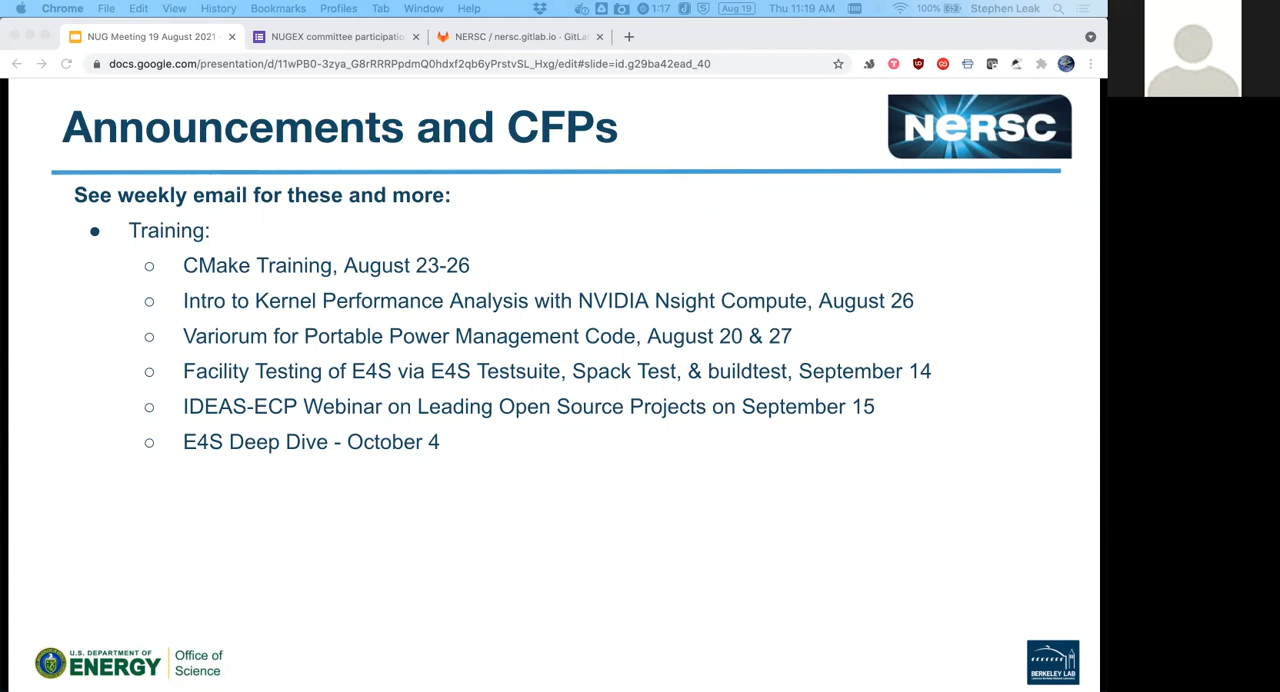 Chrome File Edit View History Bookmarks Profiles Tab Window Help 1:17 Aug 19 Thu 11:19 AM 100% Stephen Leak
NUG Meeting 19 August 2021 - NUGEX committee participatio NERSC / nersc.gitlab.io · GitLa
docs.google.com/presentation/d/11wPB0-3zya_G8rRRRPpdmQ0hdxf2qb6yPrstvSL_Hxg/edit#slide=id.g29ba42ead_40
Announcements and CFPs
NERSC
See weekly email for these and more:
● Training:
○ CMake Training, August 23-26
○ Intro to Kernel Performance Analysis with NVIDIA Nsight Compute, August 26
○ Variorum for Portable Power Management Code, August 20 & 27
○ Facility Testing of E4S via E4S Testsuite, Spack Test, & buildtest, September 14
○ IDEAS-ECP Webinar on Leading Open Source Projects on September 15
○ E4S Deep Dive - October 4
U.S. DEPARTMENT OF
ENERGY
Office of
Science
BERKELEY LAB